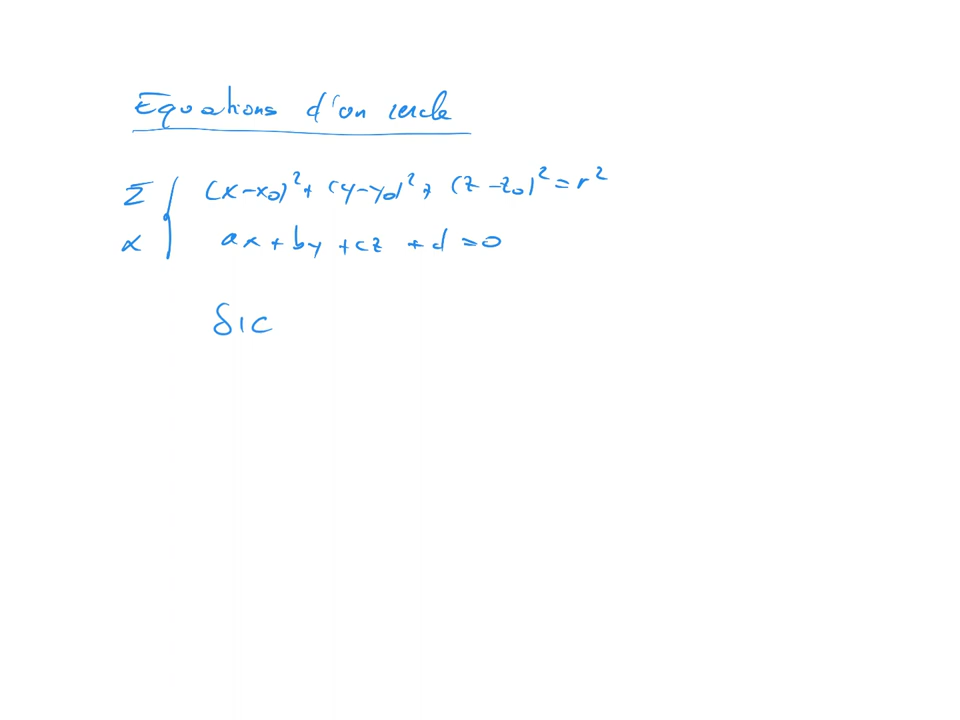 Equations d'un cercle
Σ { (x-x0)²+ (y-y0)²+ (z-z0)²=r²
α ax + by + cz + d = 0
δ(C